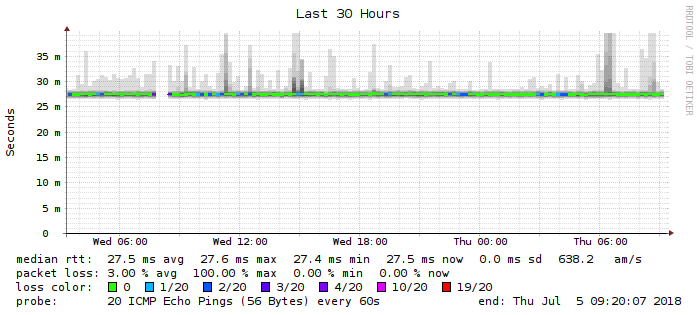 Last 30 Hours
RRDTOOL / TOBI OETIKER
Seconds
35 m
30 m
25 m
20 m
15 m
10 m
5 m
0
Wed 06:00 Wed 12:00 Wed 18:00 Thu 00:00 Thu 06:00
median rtt: 27.5 ms avg 27.6 ms max 27.4 ms min 27.5 ms now 0.0 ms sd 638.2 am/s
packet loss: 3.00 % avg 100.00 % max 0.00 % min 0.00 % now
loss color: 0 1/20 2/20 3/20 4/20 10/20 19/20
probe: 20 ICMP Echo Pings (56 Bytes) every 60s end: Thu Jul 5 09:20:07 2018